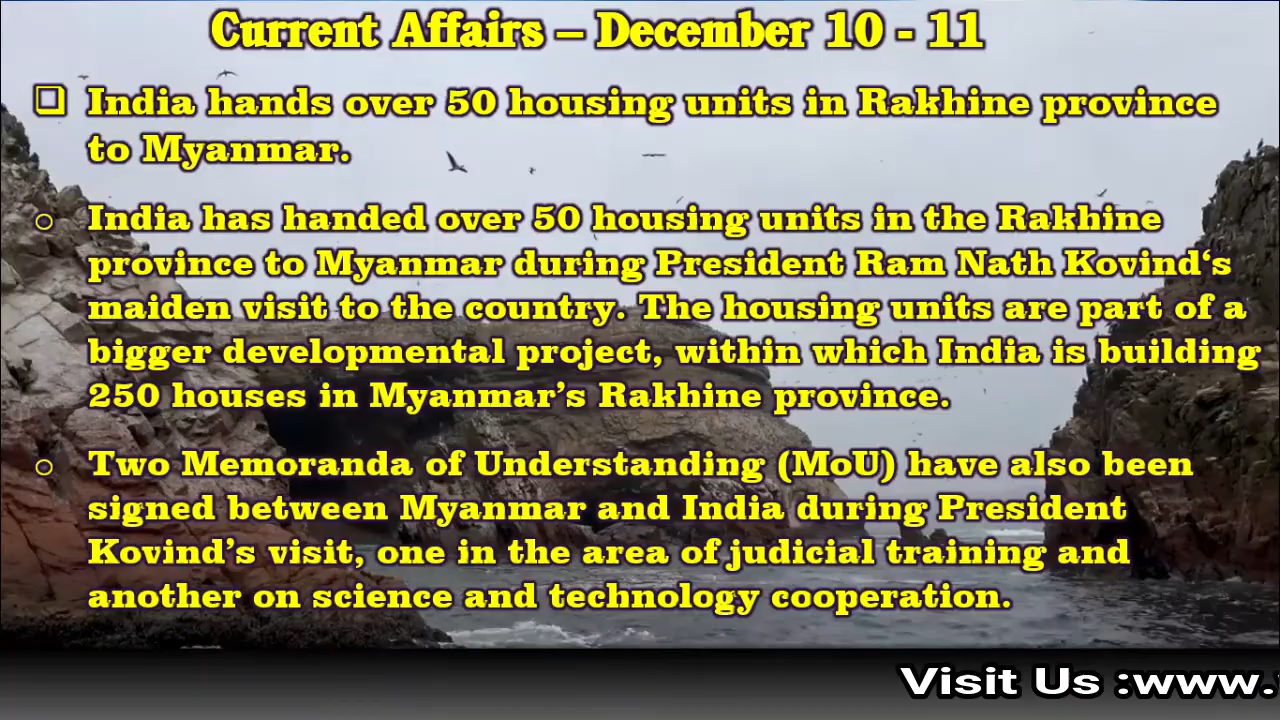 Current Affairs – December 10 - 11
❑ India hands over 50 housing units in Rakhine province
to Myanmar.
o India has handed over 50 housing units in the Rakhine
province to Myanmar during President Ram Nath Kovind‘s
maiden visit to the country. The housing units are part of a
bigger developmental project, within which India is building
250 houses in Myanmar’s Rakhine province.
o Two Memoranda of Understanding (MoU) have also been
signed between Myanmar and India during President
Kovind’s visit, one in the area of judicial training and
another on science and technology cooperation.
Visit Us :www.